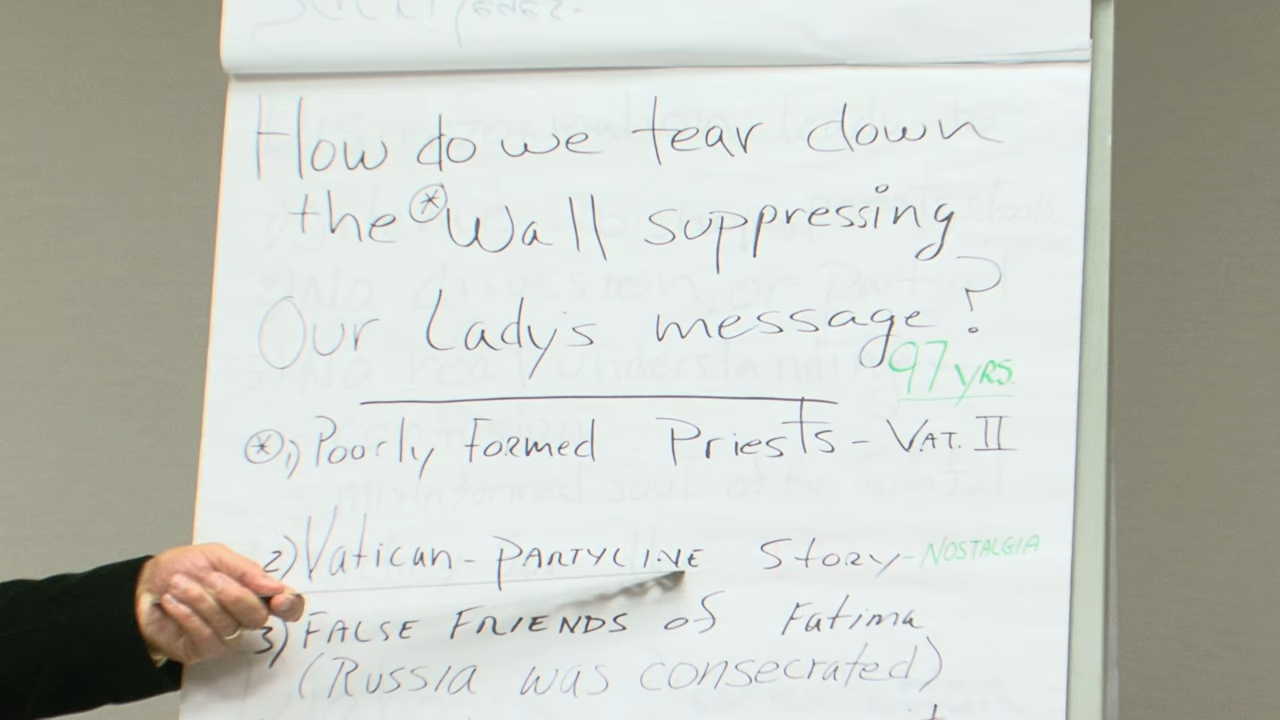 How do we tear down
the * Wall suppressing
Our Lady's message?
97 YRS.
* 1) Poorly Formed Priests - VAT. II
2) Vatican - PARTYLINE Story - NOSTALGIA
3) FALSE FRIENDS of Fatima
(Russia was consecrated)